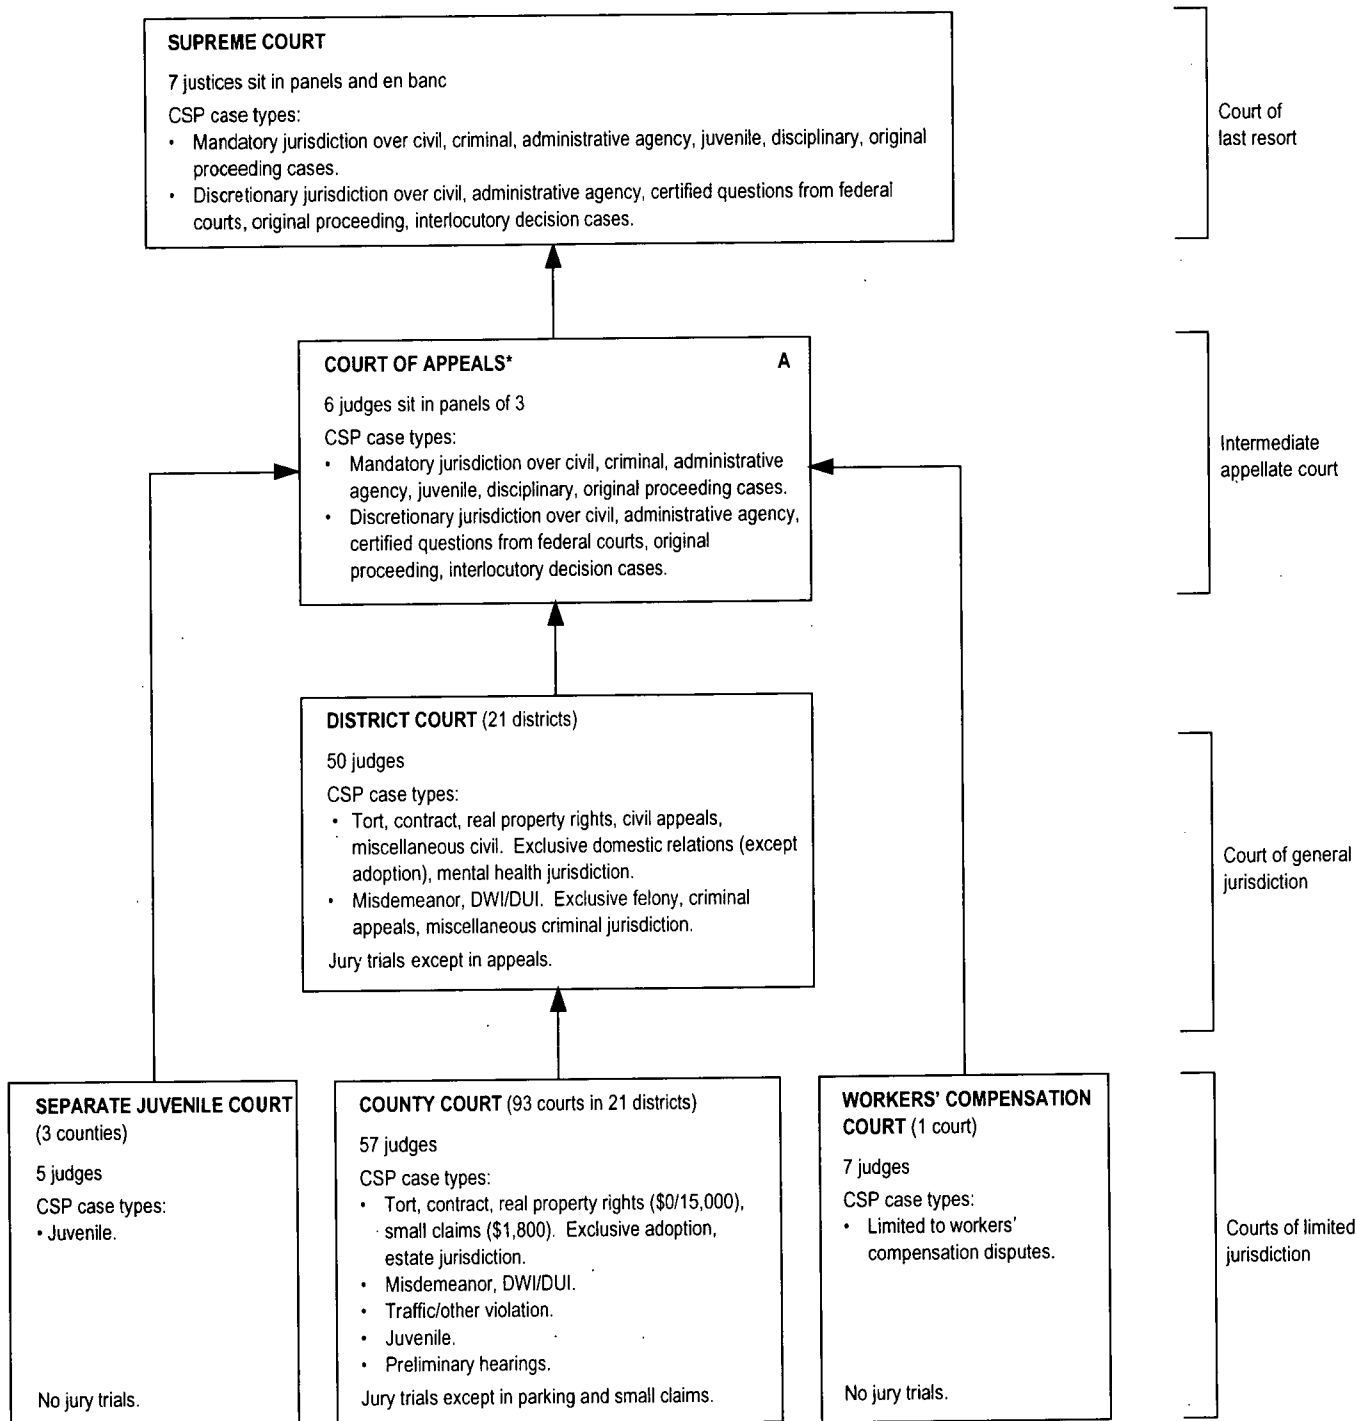 SUPREME COURT
7 justices sit in panels and en banc
CSP case types:
• Mandatory jurisdiction over civil, criminal, administrative agency, juvenile, disciplinary, original
proceeding cases.
• Discretionary jurisdiction over civil, administrative agency, certified questions from federal
courts, original proceeding, interlocutory decision cases.
Court of
last resort
COURT OF APPEALS* A
6 judges sit in panels of 3
CSP case types:
• Mandatory jurisdiction over civil, criminal, administrative
agency, juvenile, disciplinary, original proceeding cases.
• Discretionary jurisdiction over civil, administrative agency,
certified questions from federal courts, original
proceeding, interlocutory decision cases.
Intermediate
appellate court
DISTRICT COURT (21 districts)
50 judges
CSP case types:
• Tort, contract, real property rights, civil appeals,
miscellaneous civil. Exclusive domestic relations (except
adoption), mental health jurisdiction.
• Misdemeanor, DWI/DUI. Exclusive felony, criminal
appeals, miscellaneous criminal jurisdiction.
Jury trials except in appeals.
Court of general
jurisdiction
SEPARATE JUVENILE COURT
(3 counties)
5 judges
CSP case types:
• Juvenile.
No jury trials.
COUNTY COURT (93 courts in 21 districts)
57 judges
CSP case types:
• Tort, contract, real property rights ($0/15,000),
small claims ($1,800). Exclusive adoption,
estate jurisdiction.
• Misdemeanor, DWI/DUI.
• Traffic/other violation.
• Juvenile.
• Preliminary hearings.
Jury trials except in parking and small claims.
WORKERS' COMPENSATION
COURT (1 court)
7 judges
CSP case types:
• Limited to workers'
compensation disputes.
No jury trials.
Courts of limited
jurisdiction